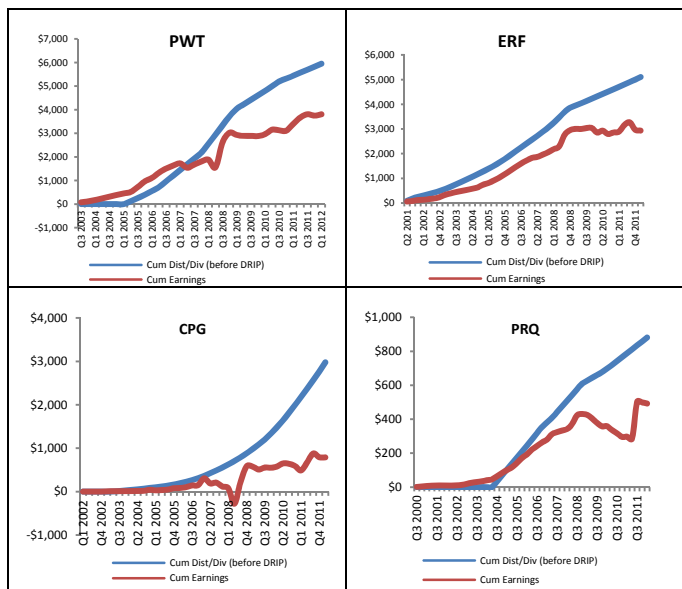 PWT
$7,000
$6,000
$5,000
$4,000
$3,000
$2,000
$1,000
$0
-$1,000
Q3 2003
Q1 2004
Q3 2004
Q1 2005
Q3 2005
Q1 2006
Q3 2006
Q1 2007
Q3 2007
Q1 2008
Q3 2008
Q1 2009
Q3 2009
Q1 2010
Q3 2010
Q1 2011
Q3 2011
Q1 2012
Cum Dist/Div (before DRIP)
Cum Earnings
ERF
$6,000
$5,000
$4,000
$3,000
$2,000
$1,000
$0
Q2 2001
Q1 2002
Q4 2002
Q3 2003
Q2 2004
Q1 2005
Q4 2005
Q3 2006
Q2 2007
Q1 2008
Q4 2008
Q3 2009
Q2 2010
Q1 2011
Q4 2011
Cum Dist/Div (before DRIP)
Cum Earnings
CPG
$4,000
$3,000
$2,000
$1,000
$0
-$1,000
Q1 2002
Q4 2002
Q3 2003
Q2 2004
Q1 2005
Q4 2005
Q3 2006
Q2 2007
Q1 2008
Q4 2008
Q3 2009
Q2 2010
Q1 2011
Q4 2011
Cum Dist/Div (before DRIP)
Cum Earnings
PRQ
$1,000
$800
$600
$400
$200
$0
Q3 2000
Q3 2001
Q3 2002
Q3 2003
Q3 2004
Q3 2005
Q3 2006
Q3 2007
Q3 2008
Q3 2009
Q3 2010
Q3 2011
Cum Dist/Div (before DRIP)
Cum Earnings